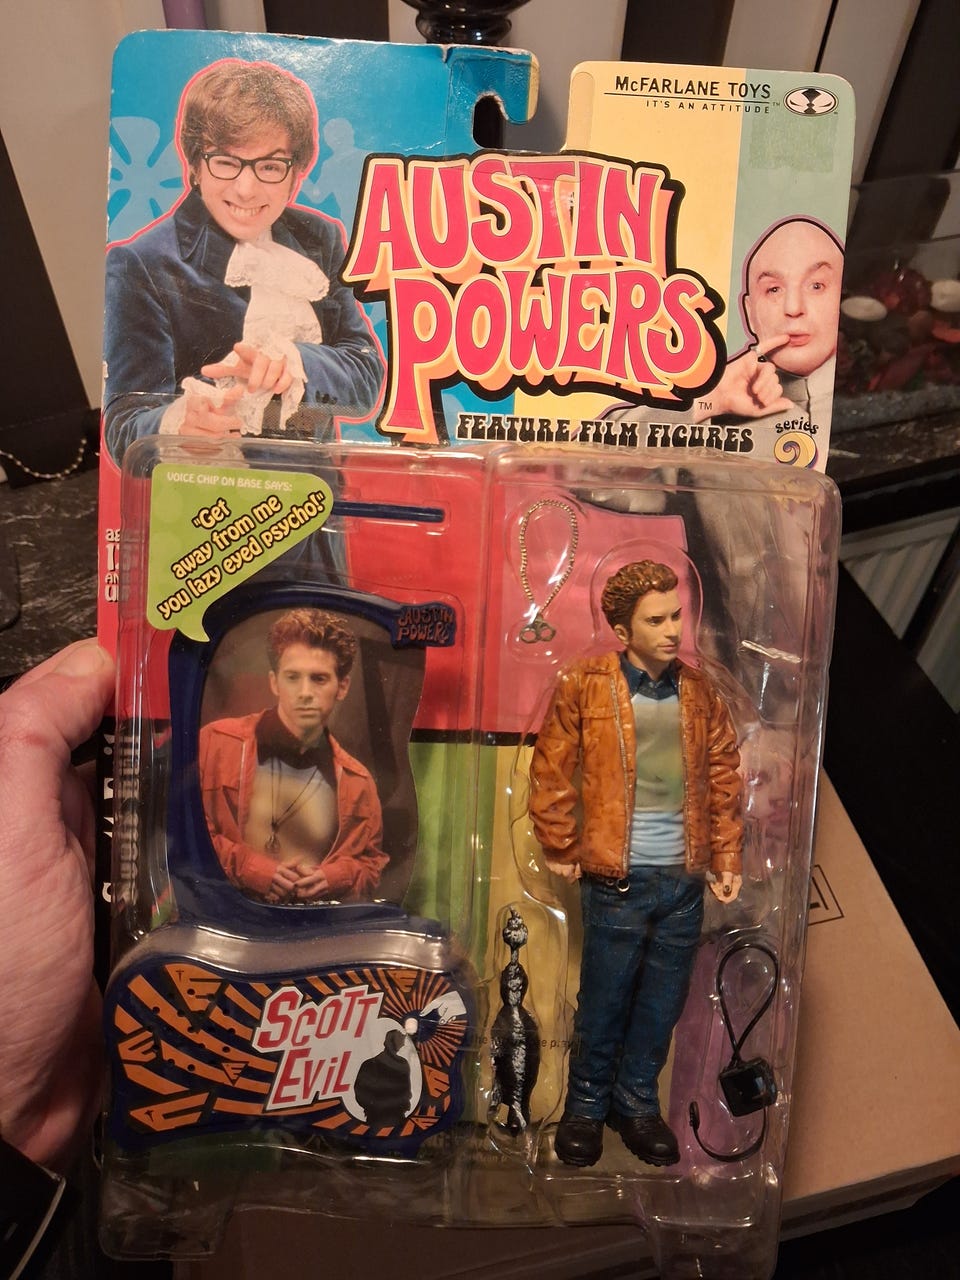 McFARLANE TOYS
IT'S AN ATTITUDE
TM
AUSTIN
POWERS
TM
FEATURE FILM FIGURES
series
2
VOICE CHIP ON BASE SAYS:
"Get
away from me
you lazy eyed psycho!"
AUSTIN
POWERS
SCOTT
EVIL